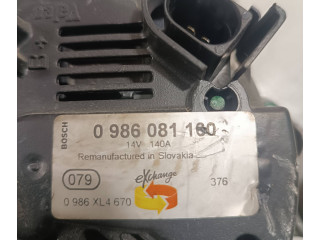 B+
BOSCH
0 986 081 160
14V 140A
Remanufactured in Slovakia
079
eXchange
376
0 986 XL4 670